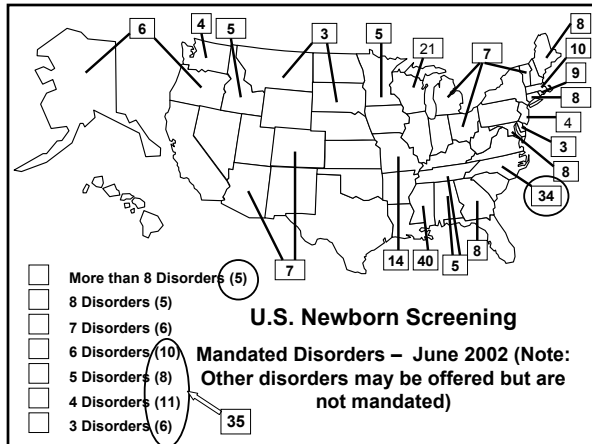 6
4
5
3
5
21
7
8
10
9
8
4
3
8
34
7
14
40
5
8
More than 8 Disorders (5)
8 Disorders (5)
7 Disorders (6)
6 Disorders (10)
5 Disorders (8)
4 Disorders (11)
3 Disorders (6)
35
U.S. Newborn Screening
Mandated Disorders – June 2002 (Note:
Other disorders may be offered but are
not mandated)